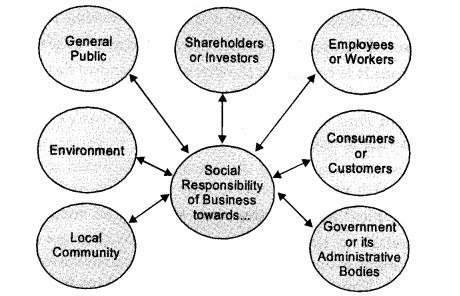 General
Public
Shareholders
or Investors
Employees
or Workers
Environment
Consumers
or
Customers
Social
Responsibility
of Business
towards...
Local
Community
Government
or its
Administrative
Bodies